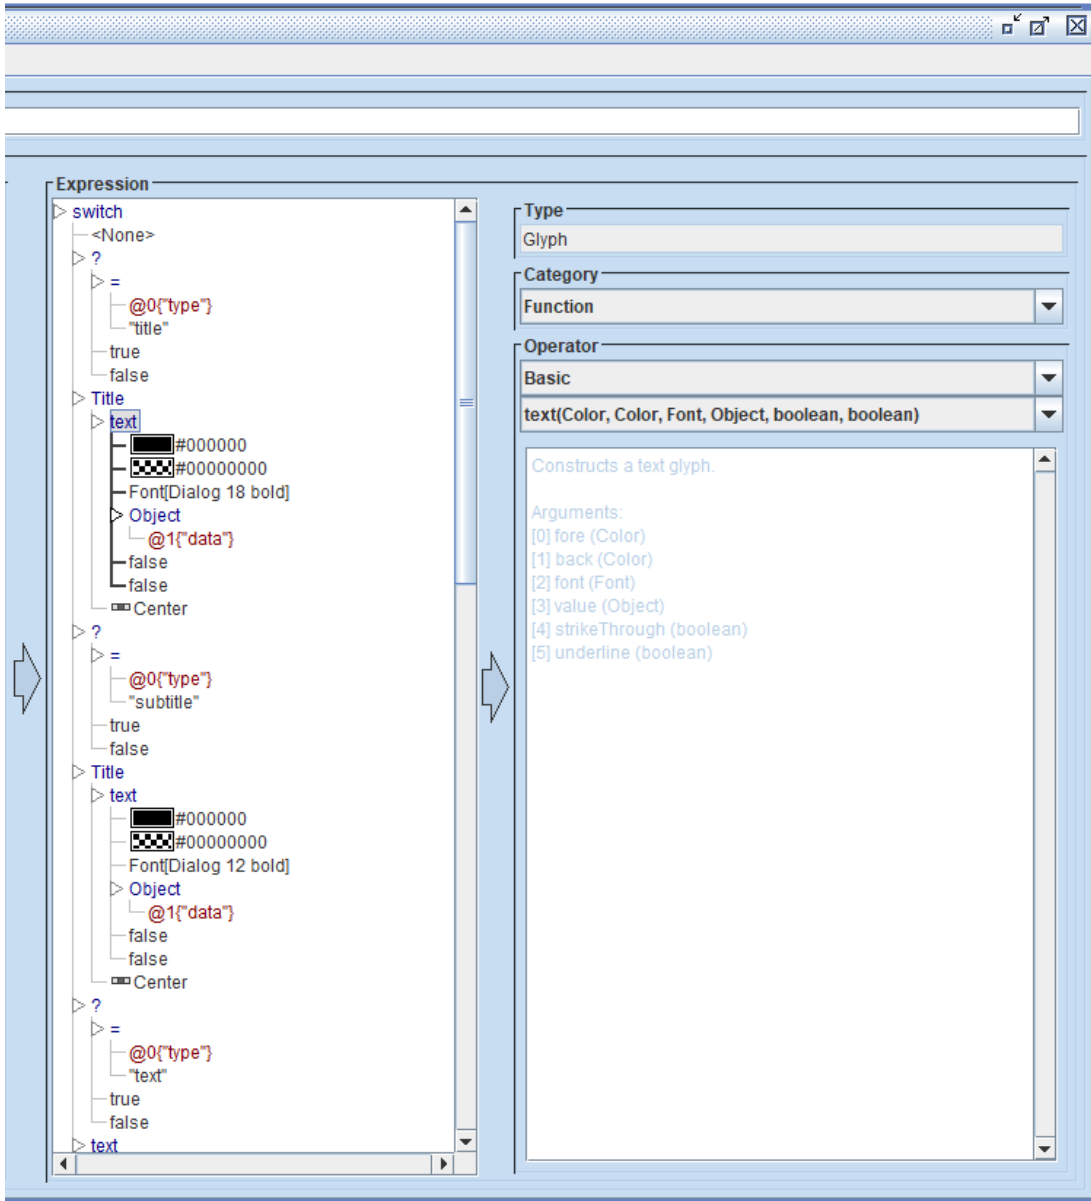 Expression
switch
<None>
?
=
@0{"type"}
"title"
true
false
Title
text
#000000
#00000000
Font[Dialog 18 bold]
Object
@1{"data"}
false
false
Center
?
=
@0{"type"}
"subtitle"
true
false
Title
text
#000000
#00000000
Font[Dialog 12 bold]
Object
@1{"data"}
false
false
Center
?
=
@0{"type"}
"text"
true
false
text
Type
Glyph
Category
Function
Operator
Basic
text(Color, Color, Font, Object, boolean, boolean)
Constructs a text glyph.
Arguments:
[0] fore (Color)
[1] back (Color)
[2] font (Font)
[3] value (Object)
[4] strikeThrough (boolean)
[5] underline (boolean)